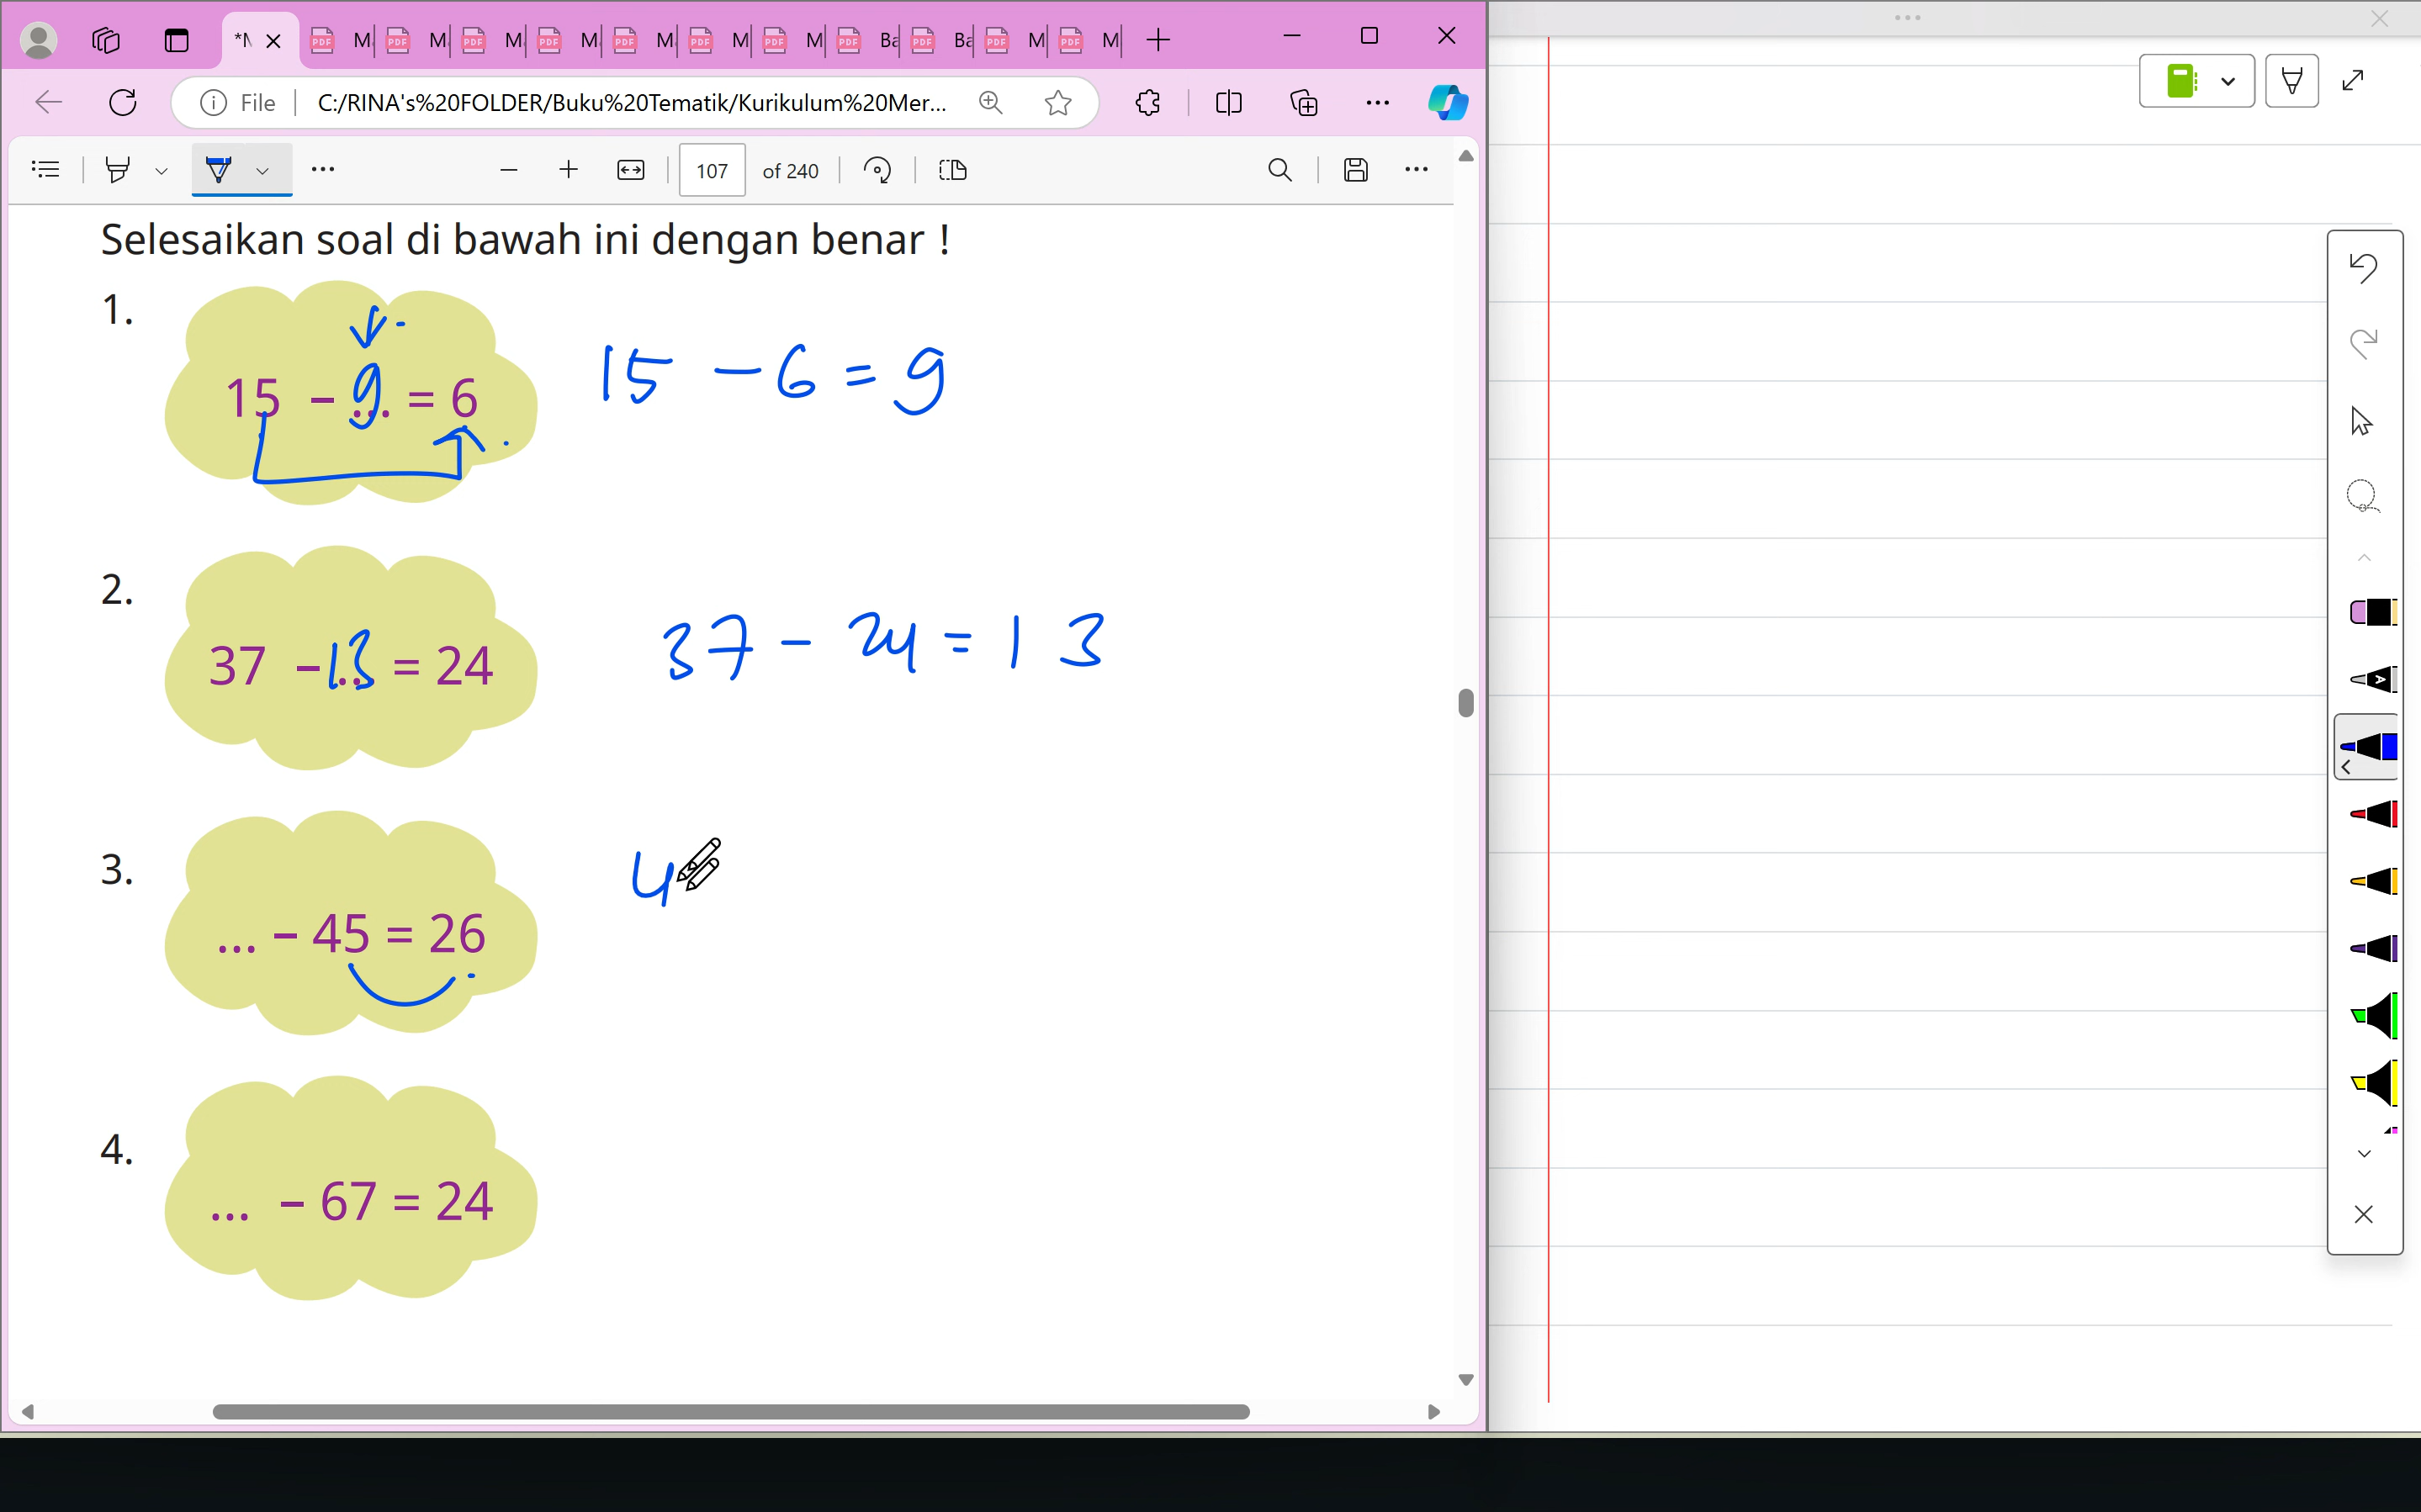 *M
M
M
M
M
M
M
M
Ba
Ba
M
M
File
C:/RINA's%20FOLDER/Buku%20Tematik/Kurikulum%20Mer...
107 of 240
Selesaikan soal di bawah ini dengan benar !
1.
15 – 9 ... = 6
15 – 6 = 9
2.
37 – 13 ... = 24
37 – 24 = 13
3.
... – 45 = 26
4
4.
... – 67 = 24